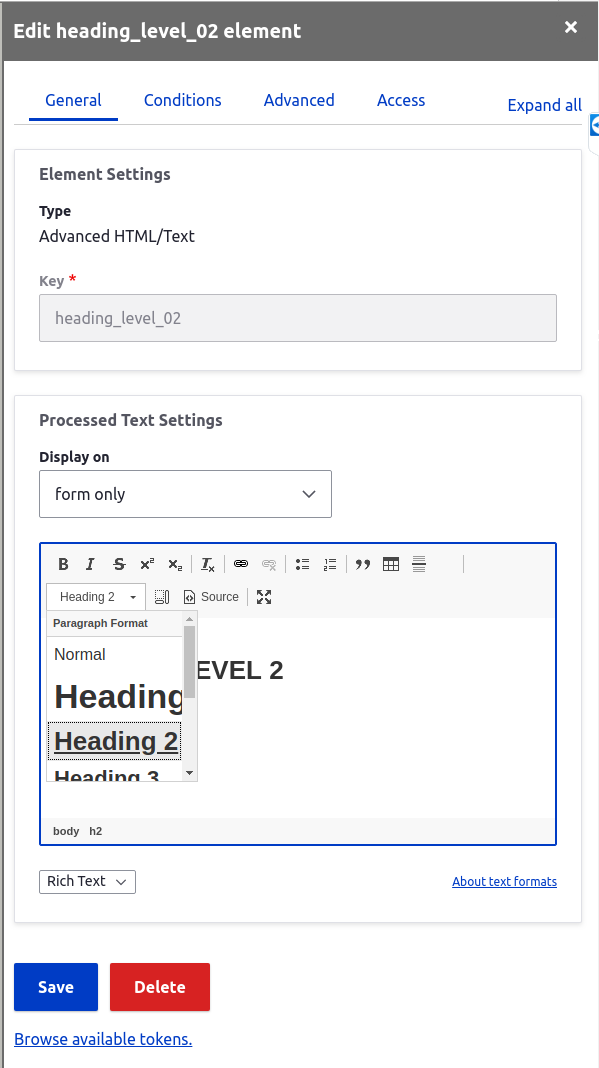 Edit heading_level_02 element
General Conditions Advanced Access Expand all
Element Settings
Type
Advanced HTML/Text
Key *
heading_level_02
Processed Text Settings
Display on
form only
Heading 2 Source
Paragraph Format
Normal
EVEL 2
Heading
Heading 2
Heading 3
body h2
Rich Text About text formats
Save Delete
Browse available tokens.